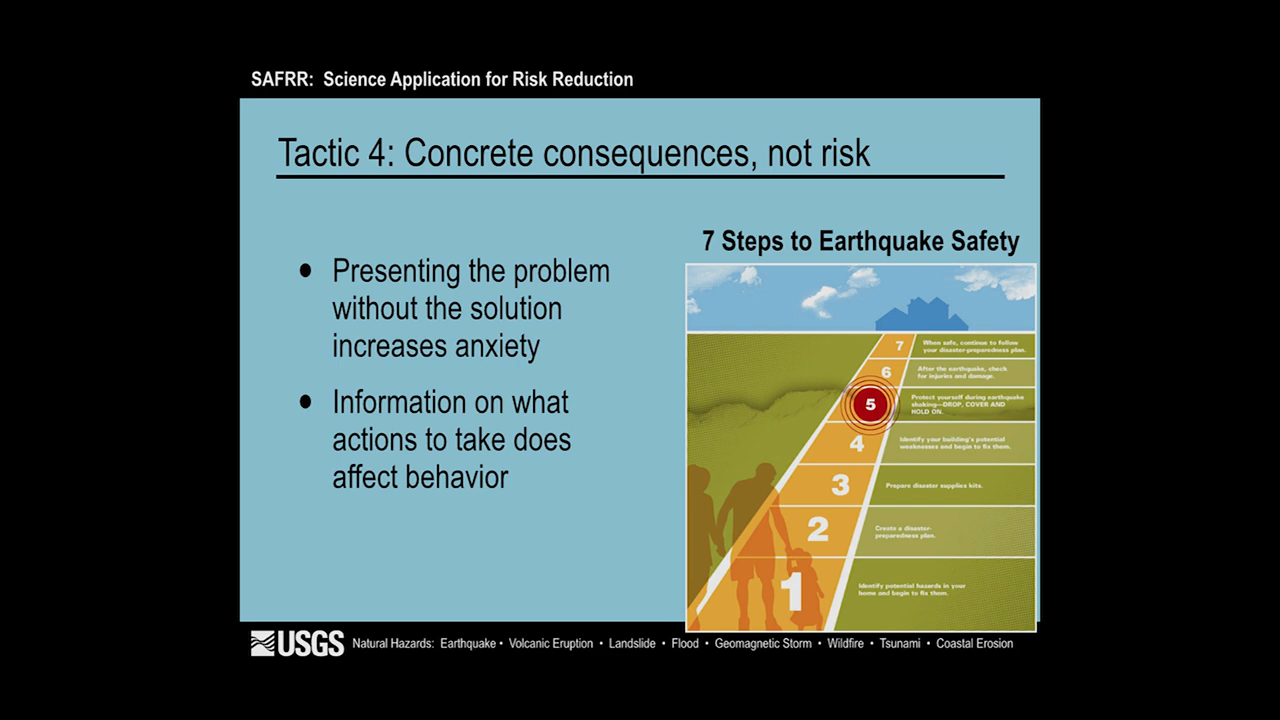 SAFRR: Science Application for Risk Reduction
Tactic 4: Concrete consequences, not risk
• Presenting the problem
without the solution
increases anxiety
• Information on what
actions to take does
affect behavior
7 Steps to Earthquake Safety
7
When safe, continue to follow
your disaster-preparedness plan.
6
After the earthquake, check
for injuries and damage.
5
Protect yourself during earthquake
shaking—DROP, COVER AND
HOLD ON.
4
Identify your building's potential
weaknesses and begin to fix them.
3
Prepare disaster supplies kits.
2
Create a disaster-
preparedness plan.
1
Identify potential hazards in your
home and begin to fix them.
USGS
Natural Hazards: Earthquake • Volcanic Eruption • Landslide • Flood • Geomagnetic Storm • Wildfire • Tsunami • Coastal Erosion